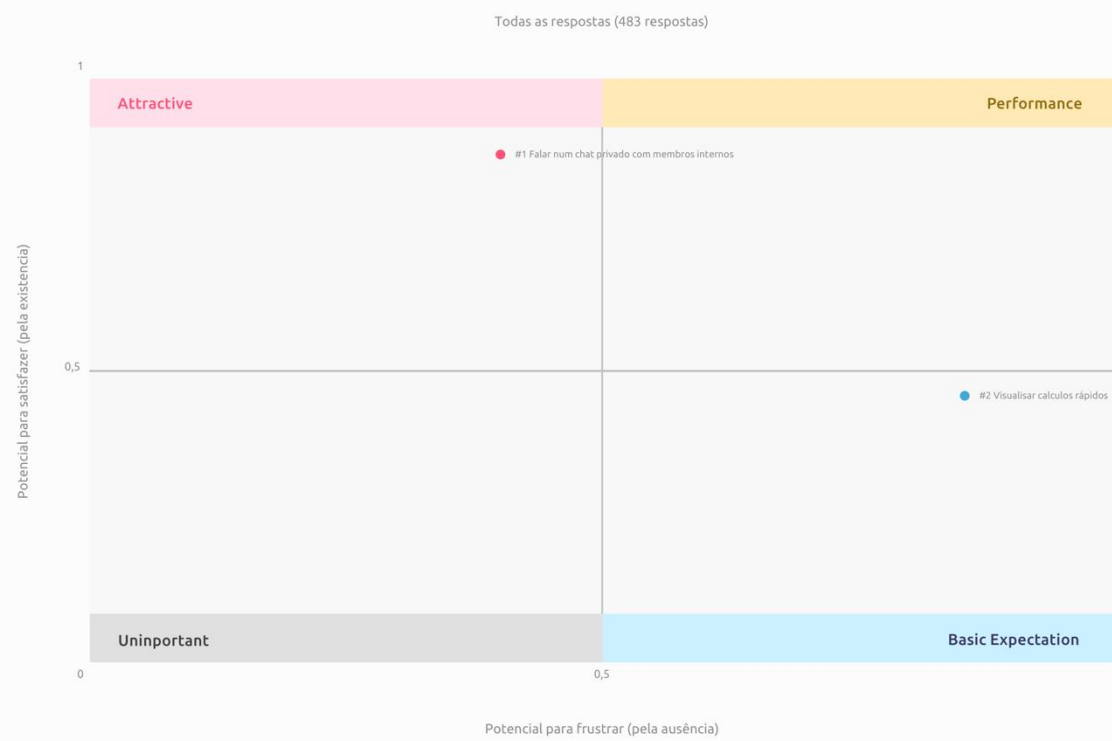 Todas as respostas (483 respostas)
1
Attractive
Performance
#1 Falar num chat privado com membros internos
Potencial para satisfazer (pela existencia)
0,5
#2 Visualisar calculos rápidos
Uninportant
Basic Expectation
0
0,5
Potencial para frustrar (pela ausência)